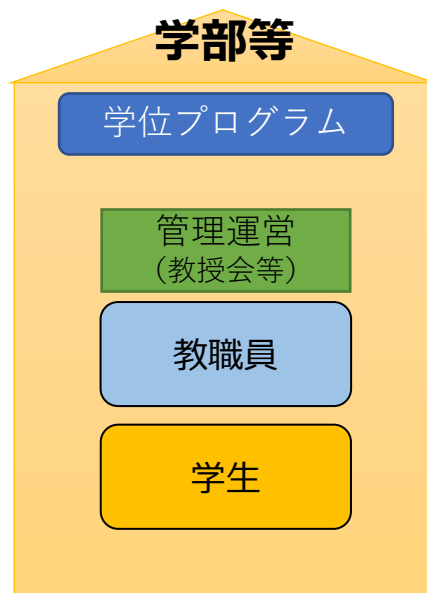 学部等
学位プログラム
管理運営
（教授会等）
教職員
学生